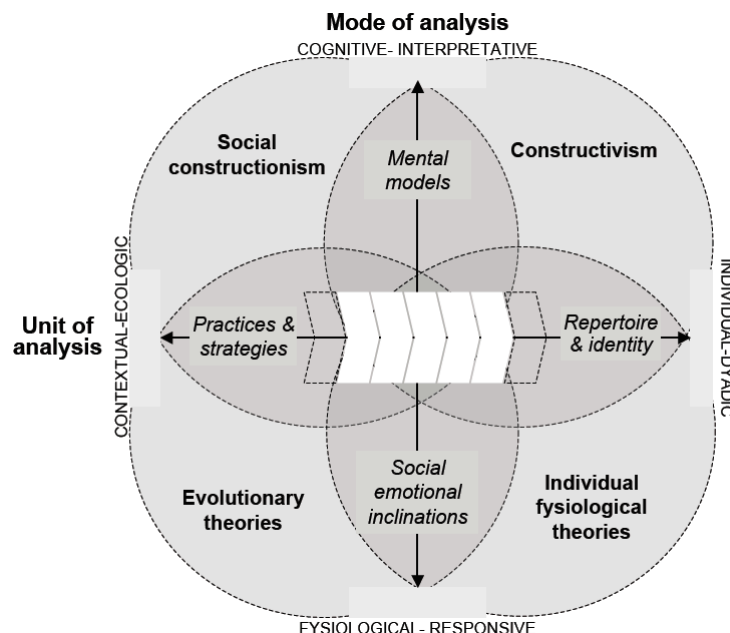 Mode of analysis
COGNITIVE- INTERPRETATIVE
Social
constructionism
Constructivism
Mental
models
CONTEXTUAL-ECOLOGIC
INDIVIDUAL-DYADIC
Unit of
analysis
Practices &
strategies
Repertoire
& identity
Evolutionary
theories
Social
emotional
inclinations
Individual
fysiological
theories
FYSIOLOGICAL - RESPONSIVE